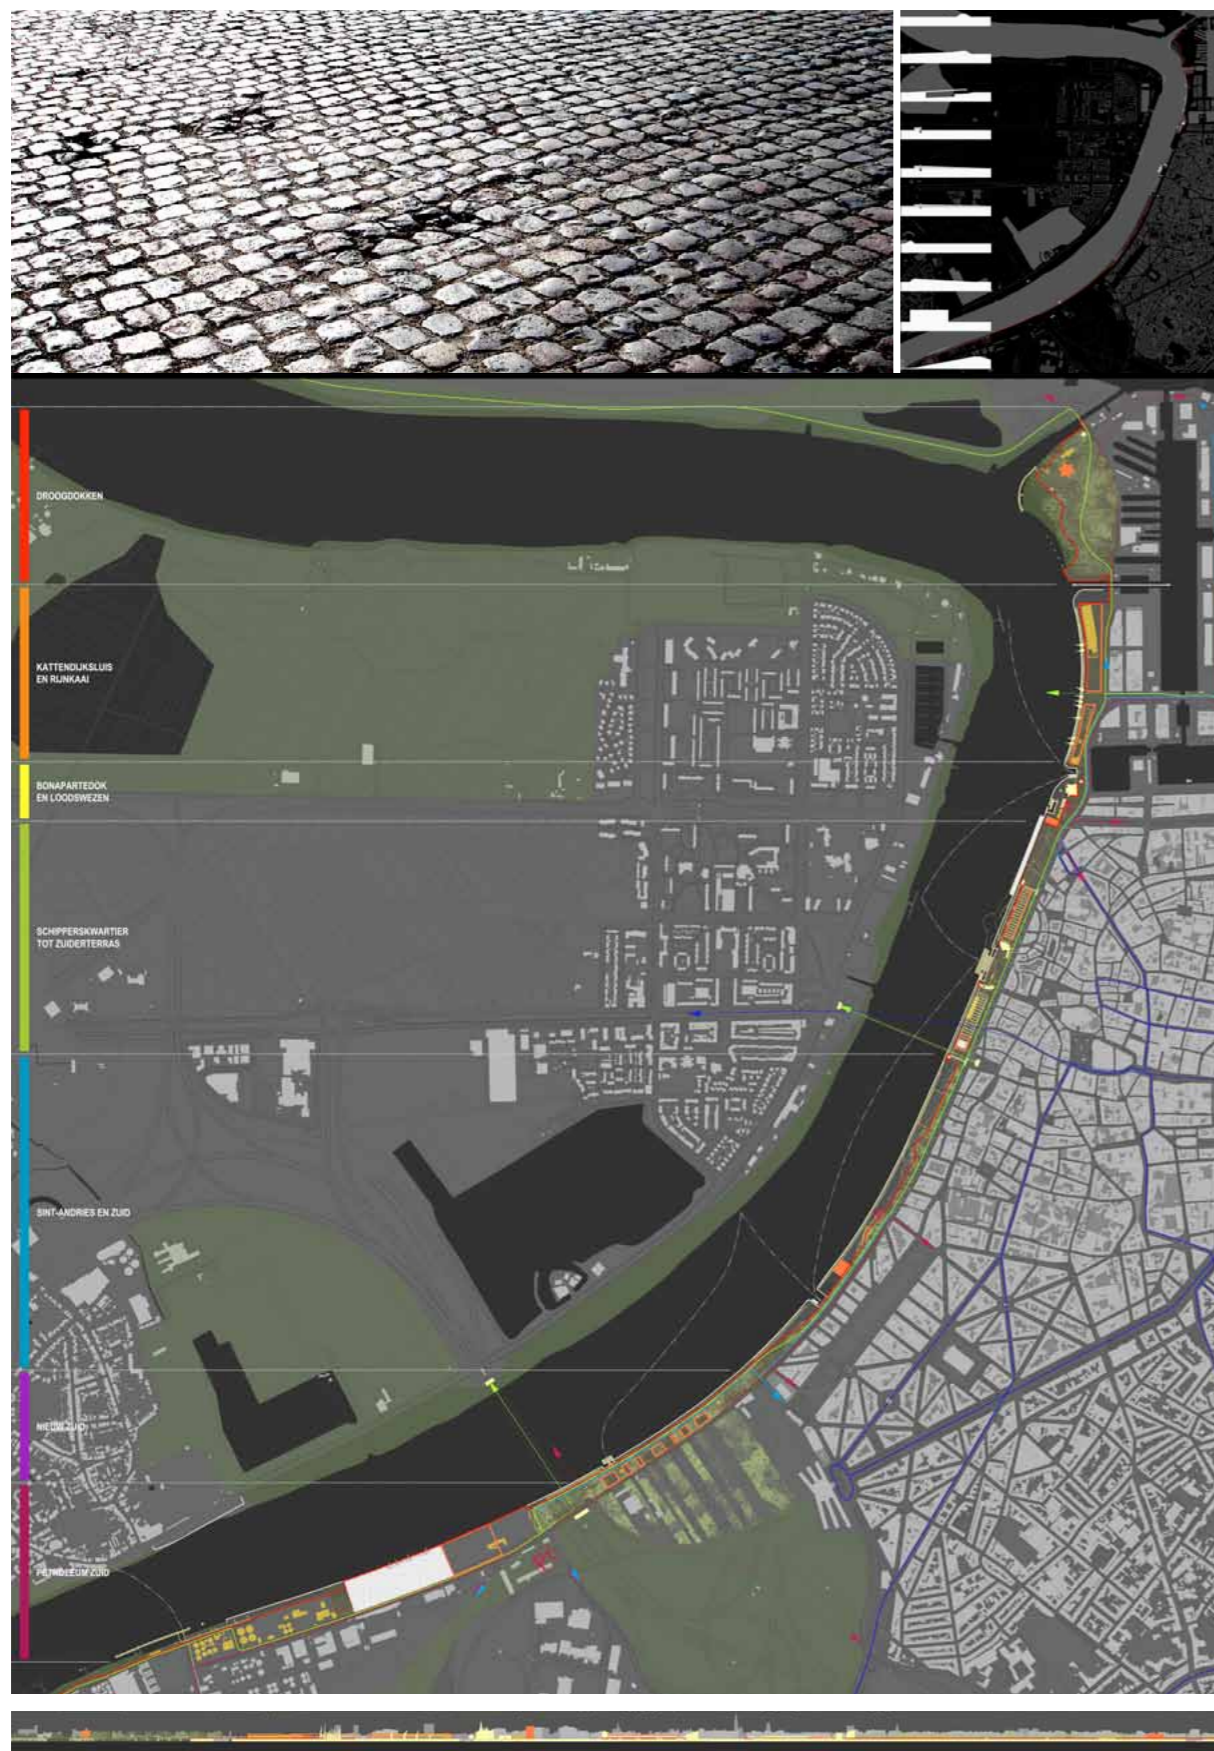 DROOGDOKKEN
KATTENDIJKSLUIS
EN RIJNKAAI
BONAPARTEDOK
EN LOODSWEZEN
SCHIPPERSKWARTIER
TOT ZUIDERTERRAS
SINT-ANDRIES EN ZUID
NIEUW ZUID
PETROLEUM ZUID